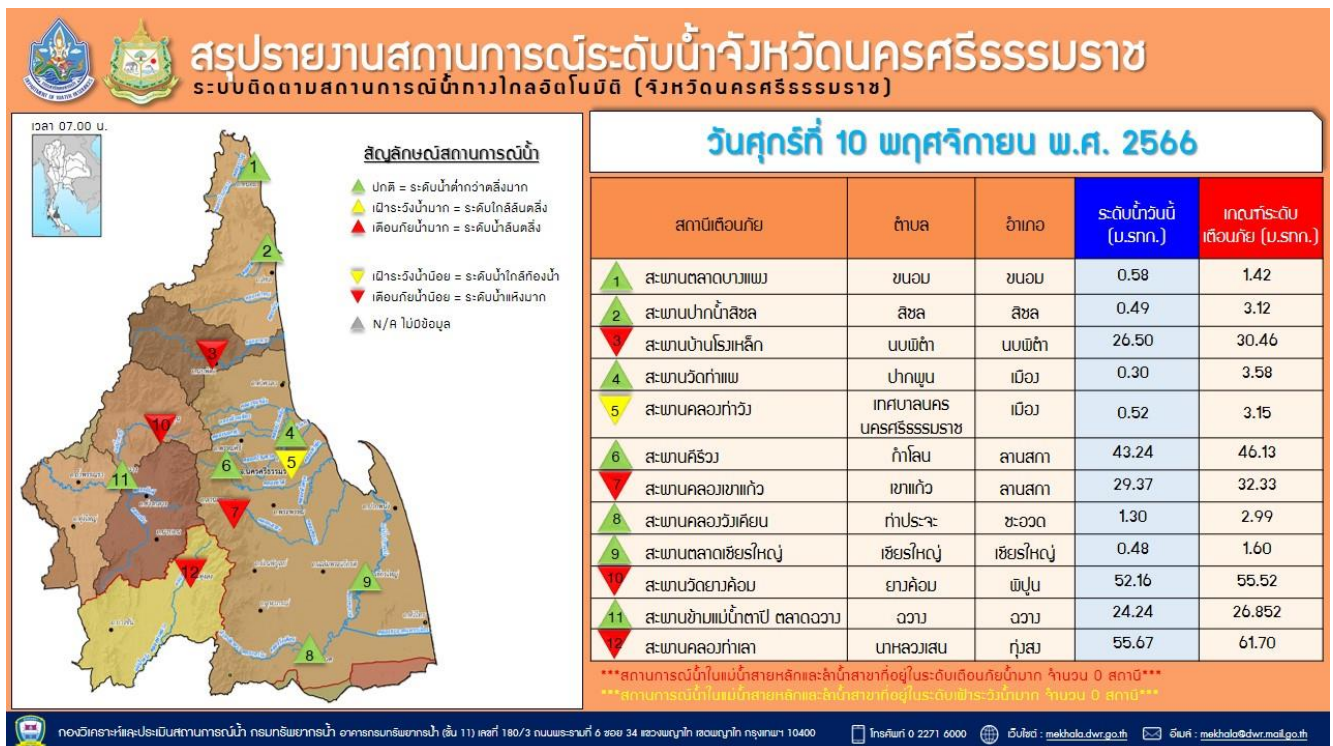 สรุปรายงานสถานการณ์ระดับน้ำจังหวัดนครศรีธรรมราช
ระบบติดตามสถานการณ์น้ำทางไกลอัตโนมัติ (จังหวัดนครศรีธรรมราช)
เวลา 07.00 น.
สัญลักษณ์สถานการณ์น้ำ
ปกติ = ระดับน้ำต่ำกว่าตลิ่งมาก
เฝ้าระวังน้ำมาก = ระดับใกล้ล้นตลิ่ง
เตือนภัยน้ำมาก = ระดับน้ำล้นตลิ่ง
เฝ้าระวังน้ำน้อย = ระดับน้ำใกล้ท้องน้ำ
เตือนภัยน้ำน้อย = ระดับน้ำแห้งมาก
N/A ไม่มีข้อมูล
1
2
3
10
4
5
6
11
7
12
9
8
วันศุกร์ที่ 10 พฤศจิกายน พ.ศ. 2566
สถานีเตือนภัย ตำบล อำเภอ ระดับน้ำวันนี้ (ม.รทก.) เกณฑ์ระดับเตือนภัย (ม.รทก.)
1 สะพานตลาดบางแพง ขนอม ขนอม 0.58 1.42
2 สะพานปากน้ำสิชล สิชล สิชล 0.49 3.12
3 สะพานบ้านโรงเหล็ก นบพิตำ นบพิตำ 26.50 30.46
4 สะพานวัดท่าแพ ปากพูน เมือง 0.30 3.58
5 สะพานคลองท่าวัง เทศบาลนครนครศรีธรรมราช เมือง 0.52 3.15
6 สะพานคีรีวง กำโลน ลานสกา 43.24 46.13
7 สะพานคลองเขาแก้ว เขาแก้ว ลานสกา 29.37 32.33
8 สะพานคลองวังเคียน ท่าประจะ ชะอวด 1.30 2.99
9 สะพานตลาดเชียรใหญ่ เชียรใหญ่ เชียรใหญ่ 0.48 1.60
10 สะพานวัดยางค้อม ยางค้อม พิปูน 52.16 55.52
11 สะพานข้ามแม่น้ำตาปี ตลาดฉวาง ฉวาง ฉวาง 24.24 26.852
12 สะพานคลองท่าเลา นาหลวงเสน ทุ่งสง 55.67 61.70
***สถานการณ์น้ำในแม่น้ำสายหลักและลำน้ำสาขาที่อยู่ในระดับเตือนภัยน้ำมาก จำนวน 0 สถานี***
***สถานการณ์น้ำในแม่น้ำสายหลักและลำน้ำสาขาที่อยู่ในระดับเฝ้าระวังน้ำมาก จำนวน 0 สถานี***
กองวิเคราะห์และประเมินสถานการณ์น้ำ กรมทรัพยากรน้ำ อาคารกรมทรัพยากรน้ำ (ชั้น 11) เลขที่ 180/3 ถนนพระรามที่ 6 ซอย 34 แขวงพญาไท เขตพญาไท กรุงเทพฯ 10400 โทรศัพท์ 0 2271 6000 เว็บไซต์ : mekhala.dwr.go.th อีเมล์ : mekhala@dwr.mail.go.th